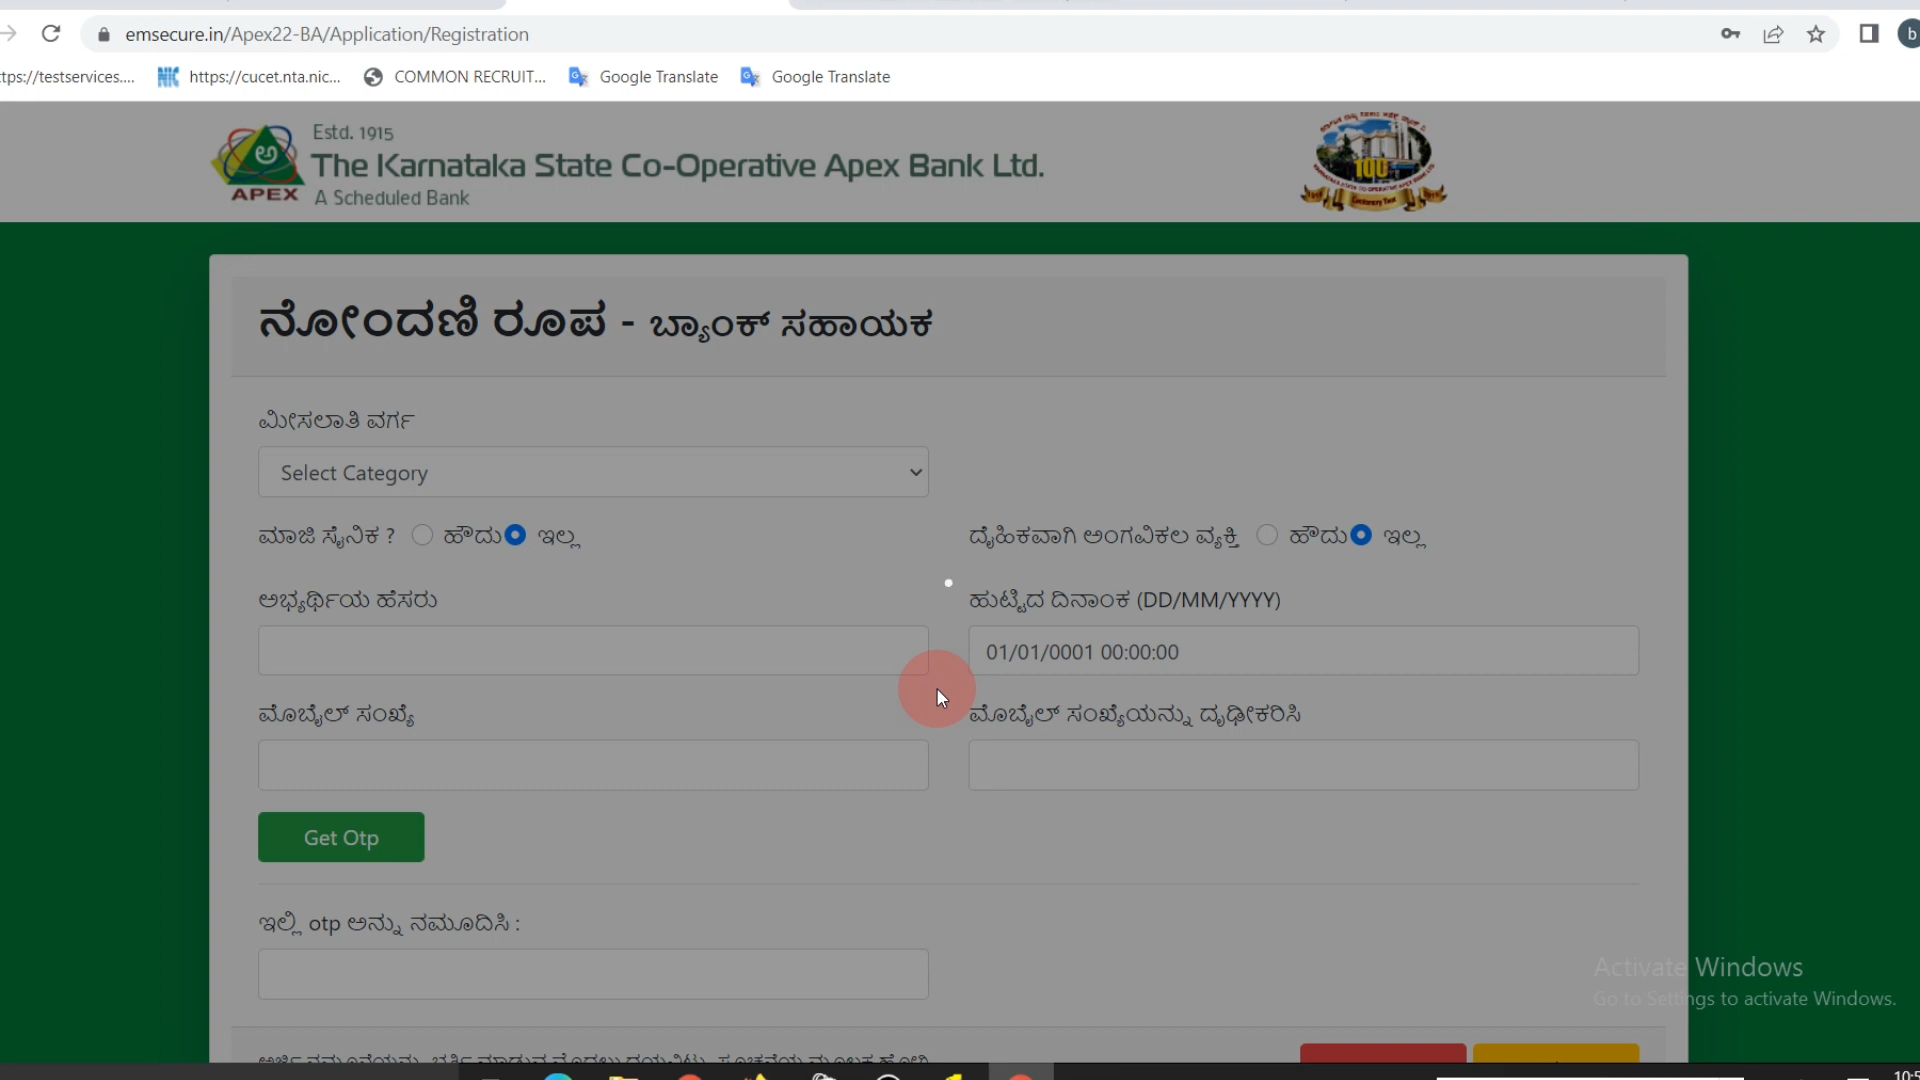 emsecure.in/Apex22-BA/Application/Registration
b
tps://testservices.... https://cucet.nta.nic... COMMON RECRUIT... Google Translate Google Translate
Estd. 1915
The Karnataka State Co-Operative Apex Bank Ltd.
APEX A Scheduled Bank
100
ನೋಂದಣಿ ರೂಪ - ಬ್ಯಾಂಕ್ ಸಹಾಯಕ
ಮೀಸಲಾತಿ ವರ್ಗ
Select Category
ಮಾಜಿ ಸೈನಿಕ ? ಹೌದು ಇಲ್ಲ ದೈಹಿಕವಾಗಿ ಅಂಗವಿಕಲ ವ್ಯಕ್ತಿ ಹೌದು ಇಲ್ಲ
ಅಭ್ಯರ್ಥಿಯ ಹೆಸರು ಹುಟ್ಟಿದ ದಿನಾಂಕ (DD/MM/YYYY)
01/01/0001 00:00:00
ಮೊಬೈಲ್ ಸಂಖ್ಯೆ ಮೊಬೈಲ್ ಸಂಖ್ಯೆಯನ್ನು ದೃಢೀಕರಿಸಿ
Get Otp
ಇಲ್ಲಿ otp ಅನ್ನು ನಮೂದಿಸಿ :
Activate Windows
Go to Settings to activate Windows.